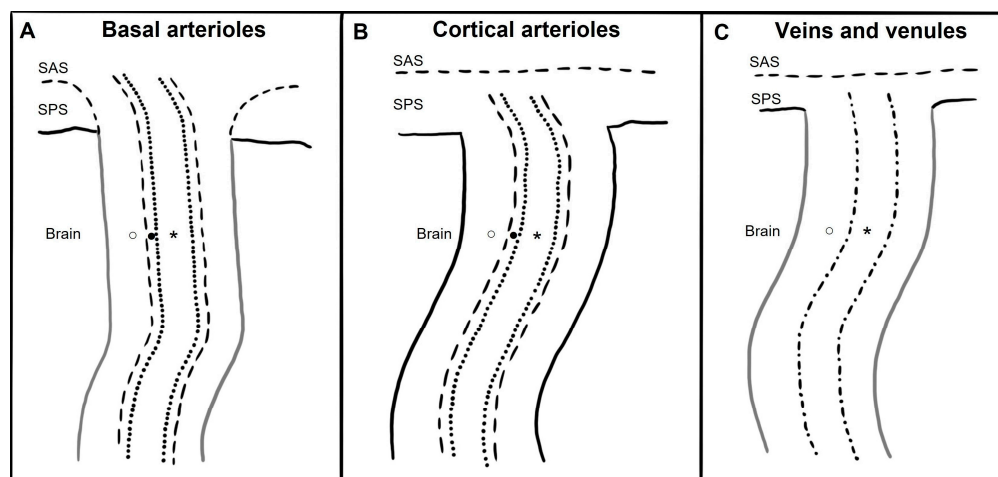 A Basal arterioles
SAS
SPS
Brain
*
B Cortical arterioles
SAS
SPS
Brain
*
C Veins and venules
SAS
SPS
Brain
*